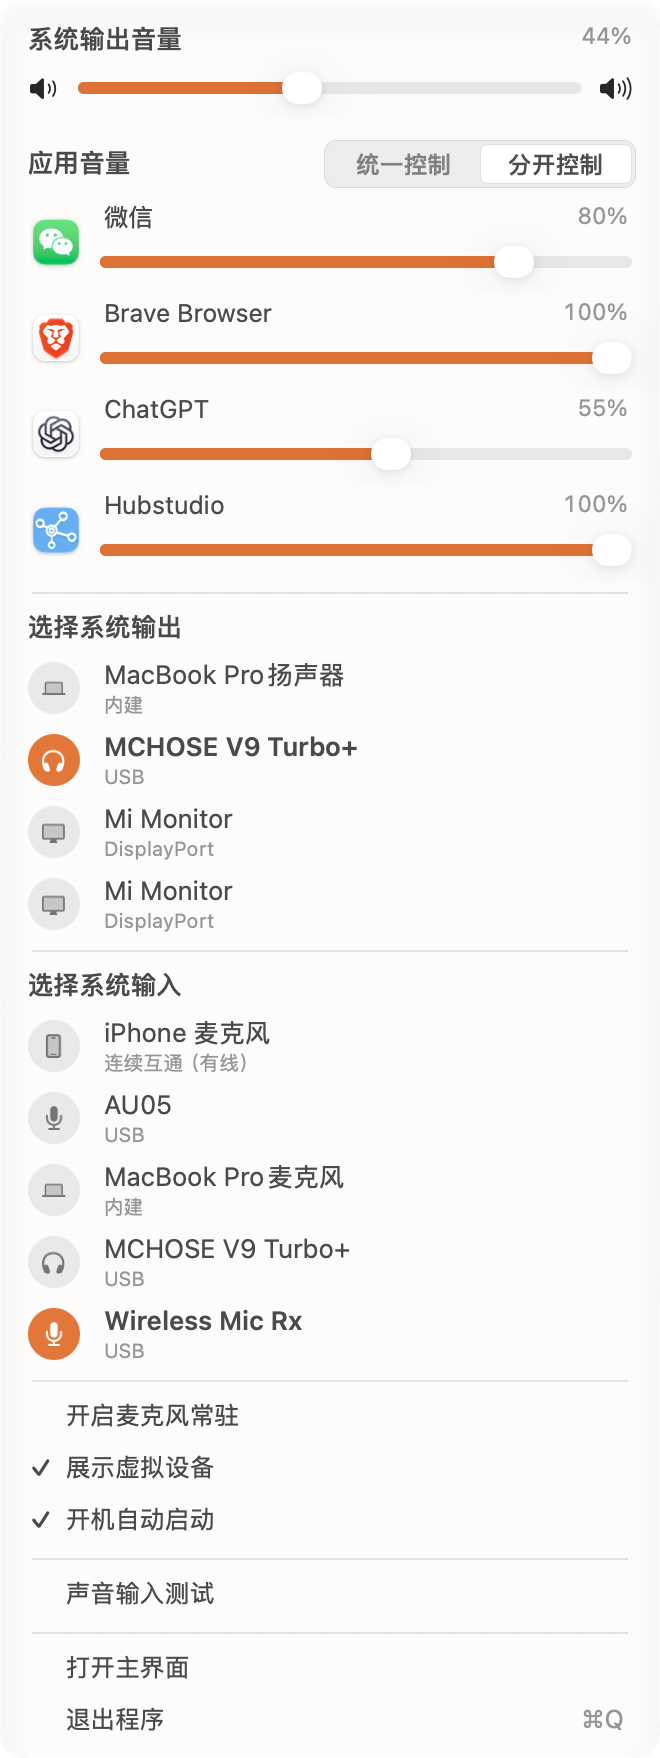 系统输出音量
44%
应用音量
统一控制
分开控制
微信
80%
Brave Browser
100%
ChatGPT
55%
Hubstudio
100%
选择系统输出
MacBook Pro扬声器
内建
MCHOSE V9 Turbo+
USB
Mi Monitor
DisplayPort
Mi Monitor
DisplayPort
选择系统输入
iPhone 麦克风
连续互通（有线）
AU05
USB
MacBook Pro麦克风
内建
MCHOSE V9 Turbo+
USB
Wireless Mic Rx
USB
开启麦克风常驻
✓ 展示虚拟设备
✓ 开机自动启动
声音输入测试
打开主界面
退出程序
⌘Q